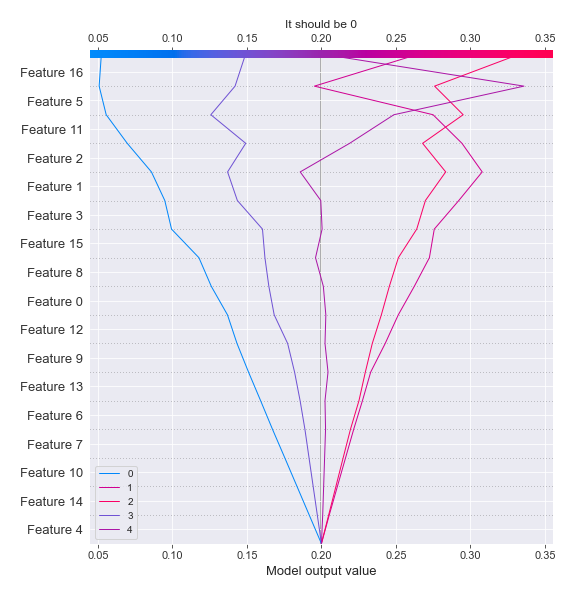 It should be 0
0.05 0.10 0.15 0.20 0.25 0.30 0.35
Feature 16
Feature 5
Feature 11
Feature 2
Feature 1
Feature 3
Feature 15
Feature 8
Feature 0
Feature 12
Feature 9
Feature 13
Feature 6
Feature 7
Feature 10
Feature 14
Feature 4
0
1
2
3
4
0.05 0.10 0.15 0.20 0.25 0.30 0.35
Model output value